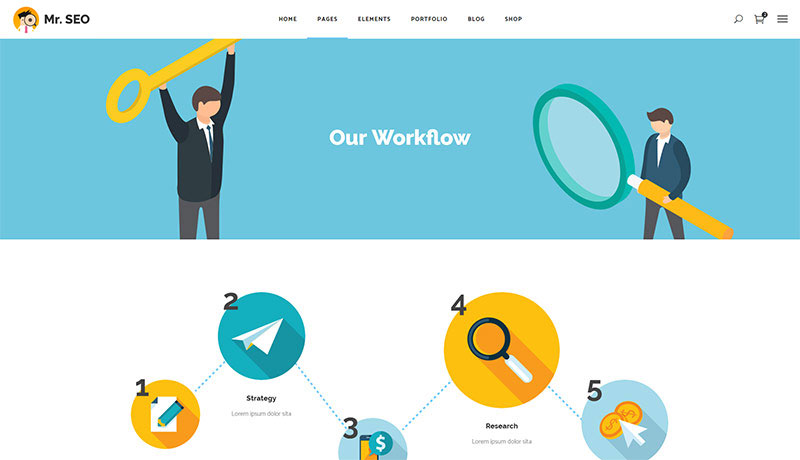 Mr. SEO
HOME PAGES ELEMENTS PORTFOLIO BLOG SHOP
Our Workflow
1
2
Strategy
Lorem ipsum dolor sita
3
$
4
Research
Lorem ipsum dolor sita
5
$
$